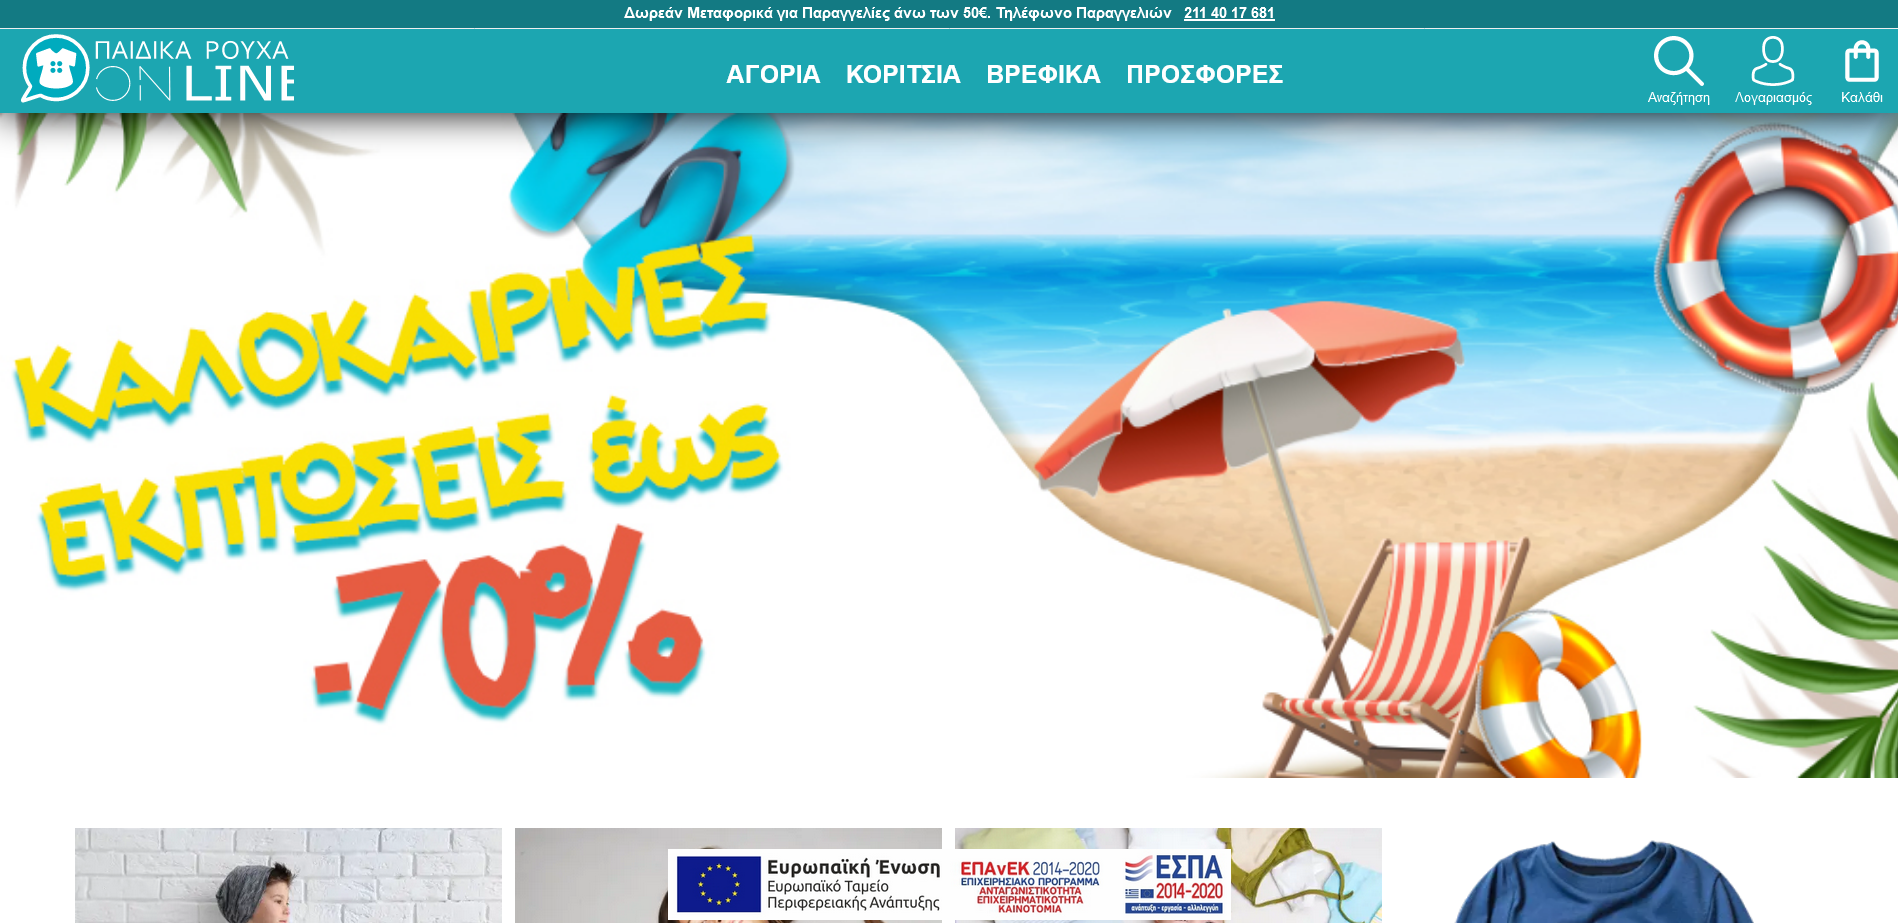 Δωρεάν Μεταφορικά για Παραγγελίες άνω των 50€. Τηλέφωνο Παραγγελιών 211 40 17 681
ΠΑΙΔΙΚΑ ΡΟΥΧΑ
ONLINE
ΑΓΟΡΙΑ ΚΟΡΙΤΣΙΑ ΒΡΕΦΙΚΑ ΠΡΟΣΦΟΡΕΣ
Αναζήτηση Λογαριασμός Καλάθι
ΚΑΛΟΚΑΙΡΙΝΕΣ
ΕΚΠΤΩΣΕΙΣ έως
-70%
Ευρωπαϊκή Ένωση
Ευρωπαϊκό Ταμείο
Περιφερειακής Ανάπτυξης
ΕΠΑνΕΚ 2014-2020
ΕΠΙΧΕΙΡΗΣΙΑΚΟ ΠΡΟΓΡΑΜΜΑ
ΑΝΤΑΓΩΝΙΣΤΙΚΟΤΗΤΑ
ΕΠΙΧΕΙΡΗΜΑΤΙΚΟΤΗΤΑ
ΚΑΙΝΟΤΟΜΙΑ
ΕΣΠΑ
2014-2020
ανάπτυξη - εργασία - αλληλεγγύη